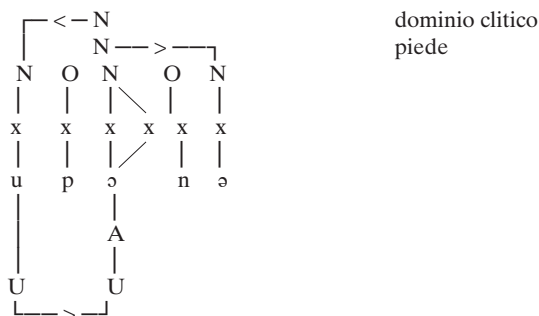 < N dominio clitico
N > piede
N O N O N
x x x x x x
u p ɔ n ə
A
U U
>